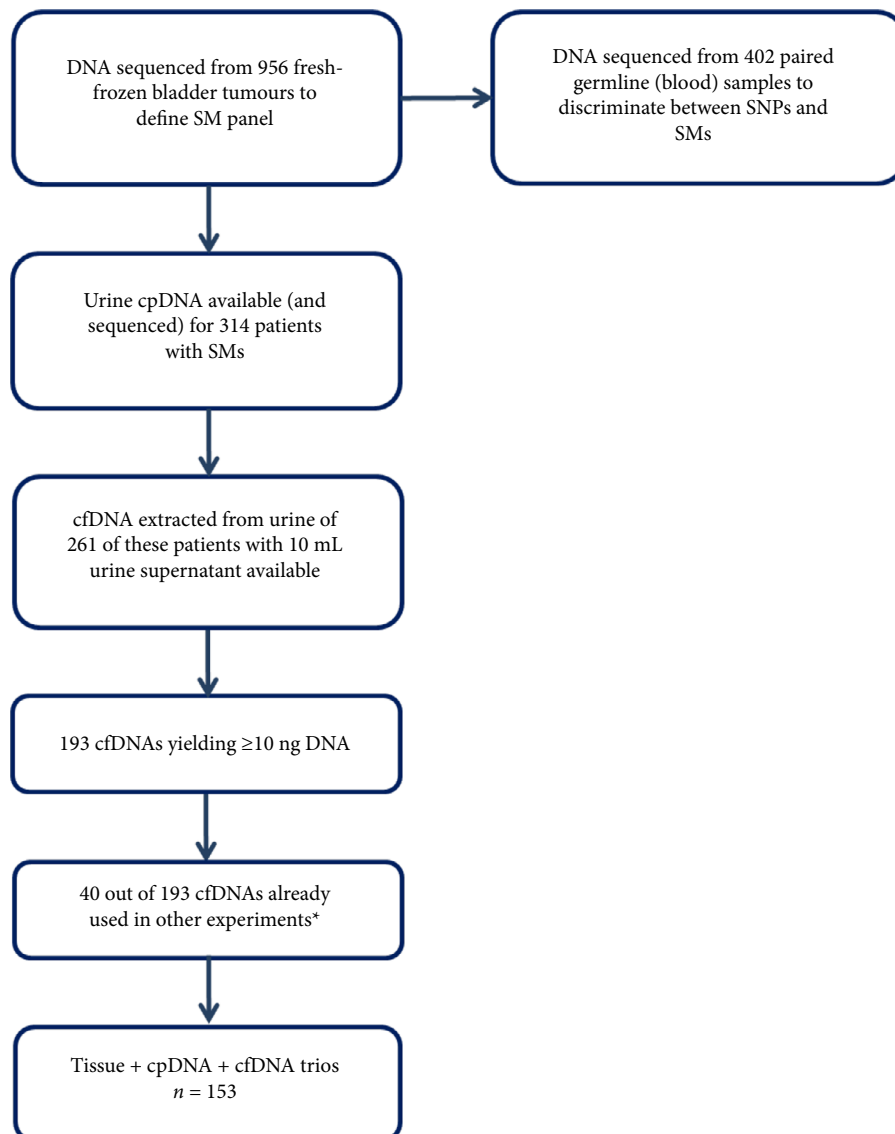 DNA sequenced from 956 fresh-
frozen bladder tumours to
define SM panel
DNA sequenced from 402 paired
germline (blood) samples to
discriminate between SNPs and
SMs
Urine cpDNA available (and
sequenced) for 314 patients
with SMs
cfDNA extracted from urine of
261 of these patients with 10 mL
urine supernatant available
193 cfDNAs yielding ≥10 ng DNA
40 out of 193 cfDNAs already
used in other experiments*
Tissue + cpDNA + cfDNA trios
n = 153